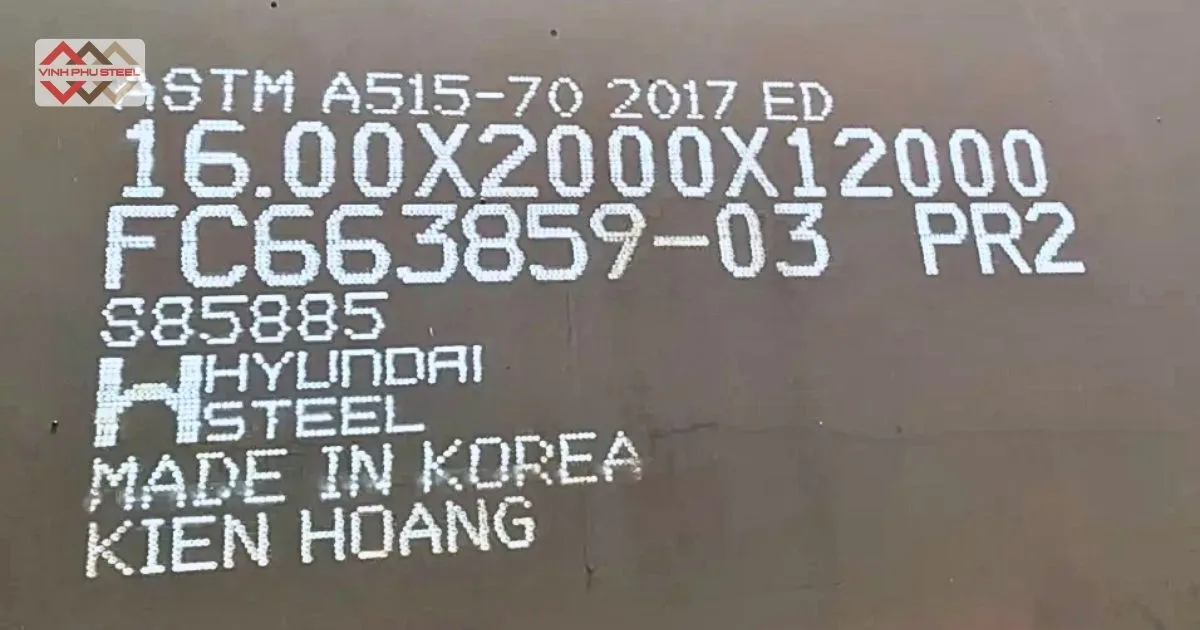 VINH PHU STEEL
ASTM A515-70 2017 ED
16.00X2000X12000
FC663859-03 PR2
S85885
H HYUNDAI
STEEL
MADE IN KOREA
KIEN HOANG